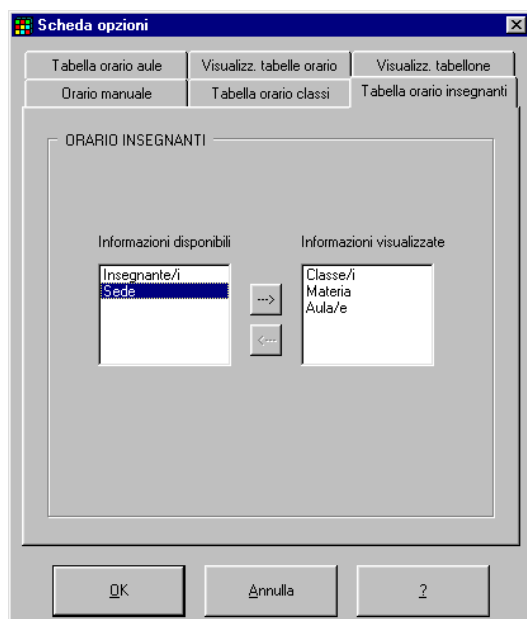 Scheda opzioni
Tabella orario aule Visualizz. tabelle orario Visualizz. tabellone
Orario manuale Tabella orario classi Tabella orario insegnanti
ORARIO INSEGNANTI
Informazioni disponibili Informazioni visualizzate
Insegnante/i Classe/i
Sede Materia
Aula/e
--->
<---
OK Annulla ?